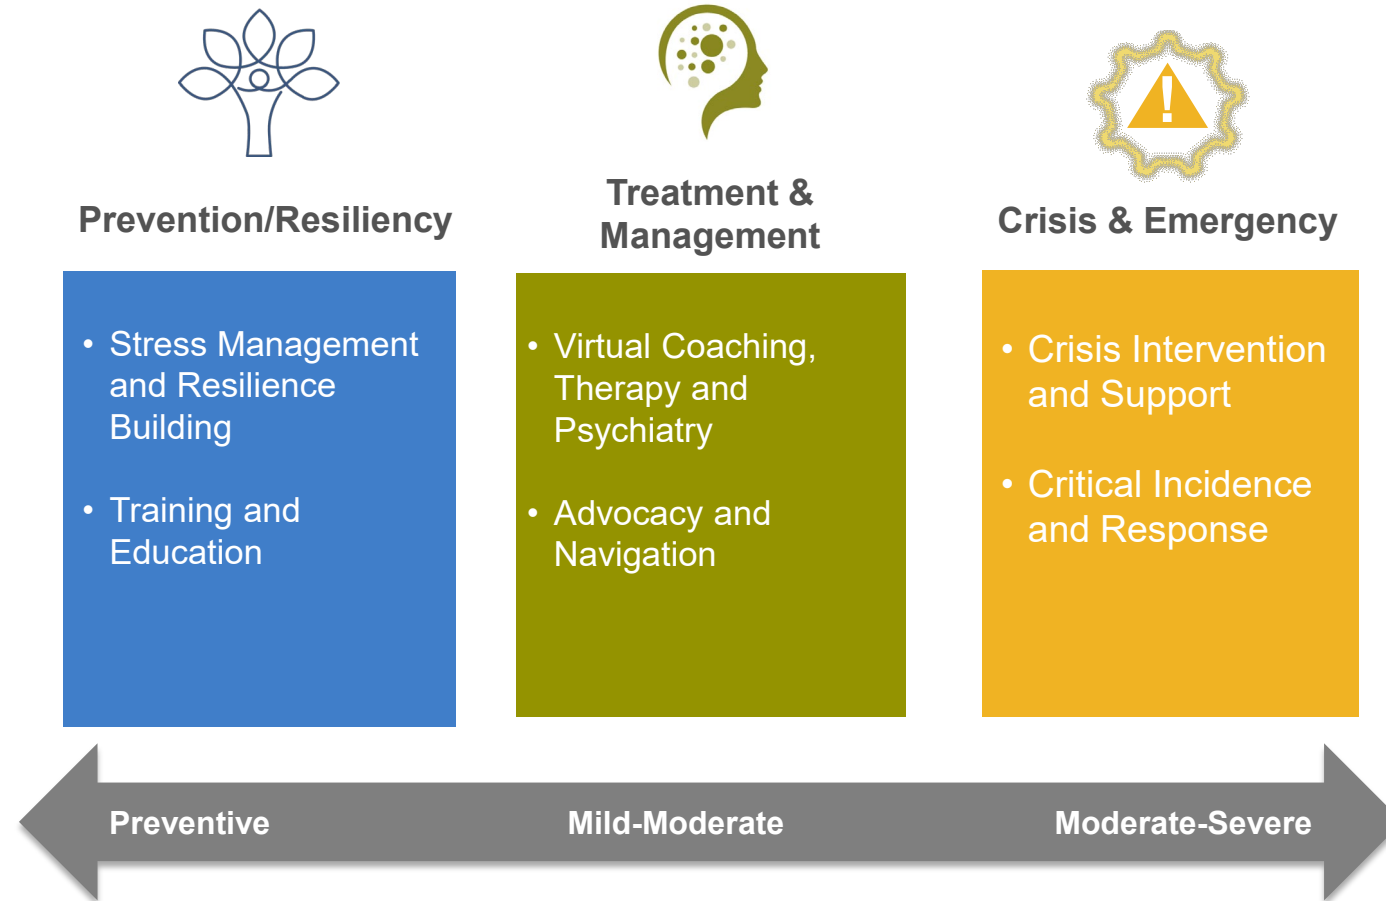 Prevention/Resiliency
• Stress Management
and Resilience
Building
• Training and
Education
Treatment &
Management
• Virtual Coaching,
Therapy and
Psychiatry
• Advocacy and
Navigation
!
Crisis & Emergency
• Crisis Intervention
and Support
• Critical Incidence
and Response
Preventive
Mild-Moderate
Moderate-Severe